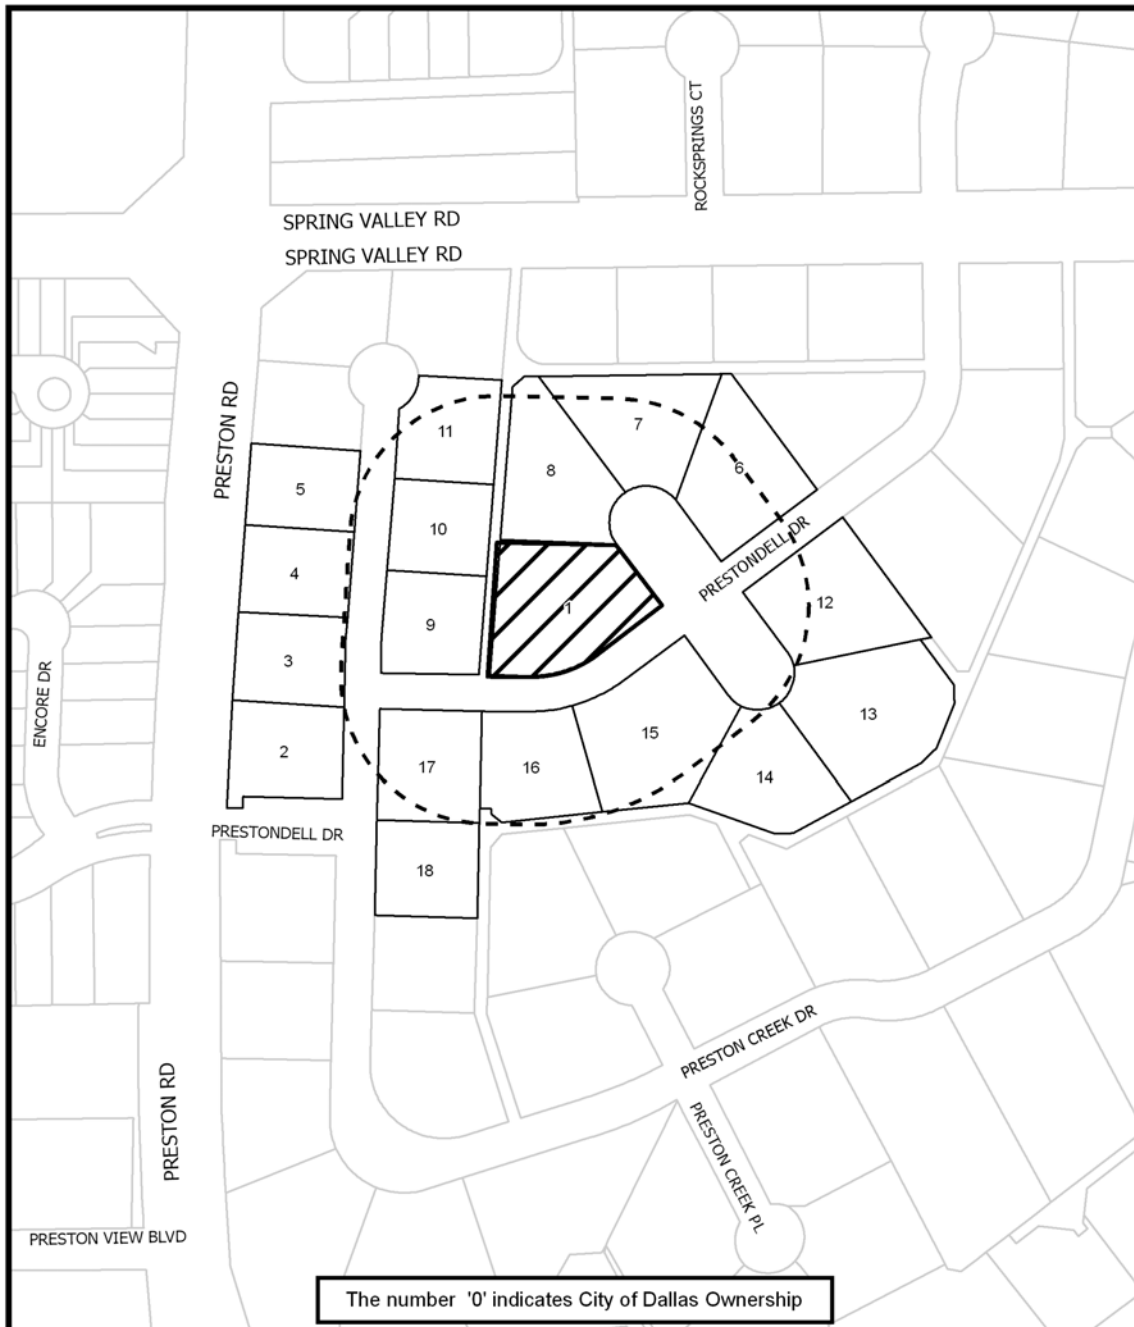 ROCKSPRINGS CT
SPRING VALLEY RD
SPRING VALLEY RD
PRESTON RD
11
7
8
6
5
10
PRESTONDELL DR
4
1
12
9
3
ENCORE DR
13
15
2
17
16
14
PRESTONDELL DR
18
PRESTON CREEK DR
PRESTON RD
PRESTON CREEK PL
PRESTON VIEW BLVD
The number '0' indicates City of Dallas Ownership